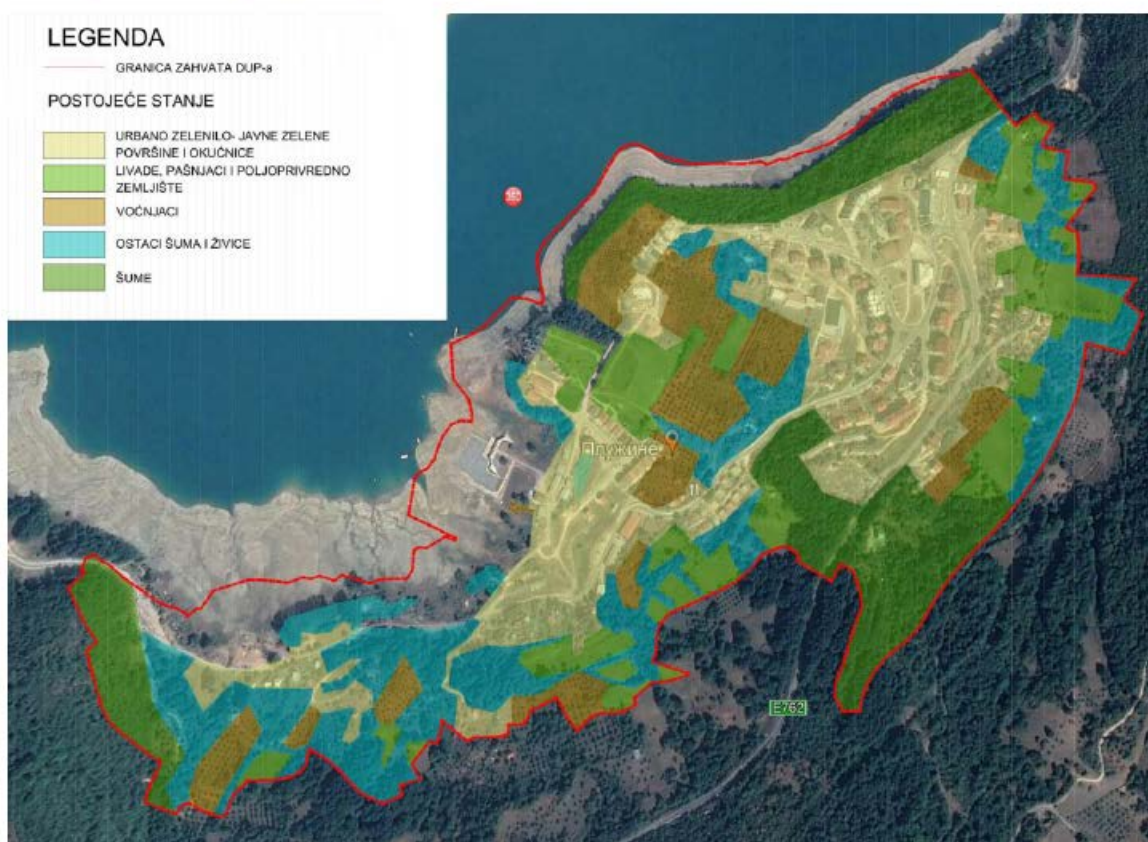 LEGENDA
GRANICA ZAHVATA DUP-a
POSTOJEĆE STANJE
URBANO ZELENILO- JAVNE ZELENE
POVRŠINE I OKUĆNICE
LIVADE, PAŠNJACI I POLJOPRIVREDNO
ZEMLJIŠTE
VOĆNJACI
OSTACI ŠUMA I ŽIVICE
ŠUME
Плужине
E762